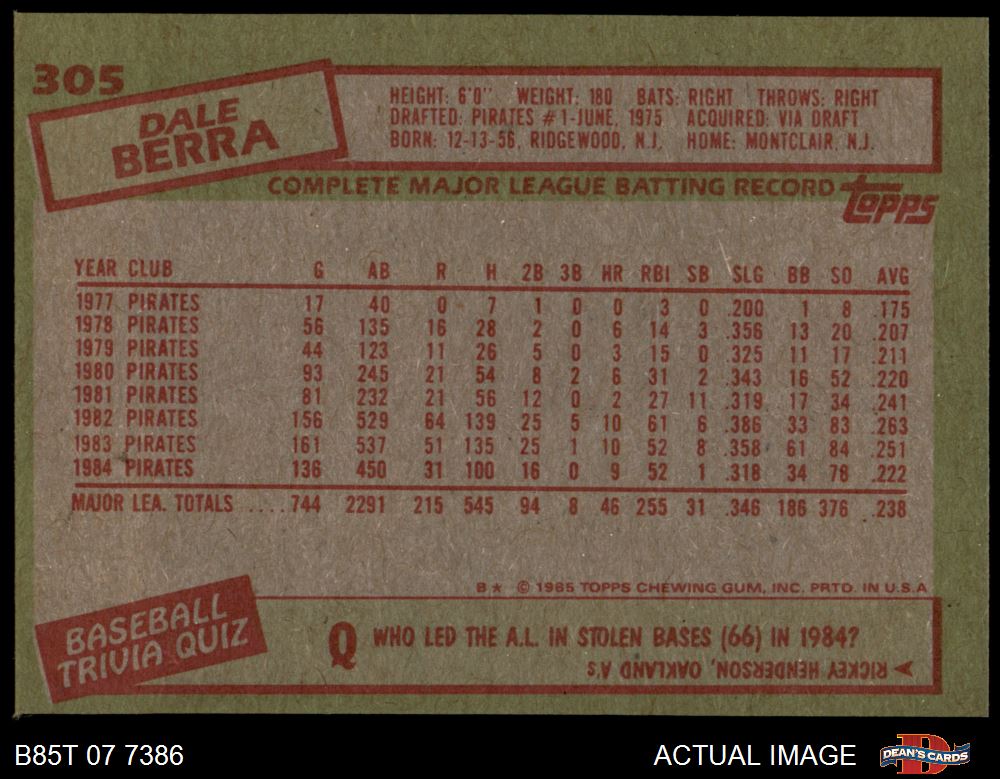 305
DALE
BERRA
HEIGHT: 6'0" WEIGHT: 180 BATS: RIGHT THROWS: RIGHT
DRAFTED: PIRATES #1-JUNE, 1975 ACQUIRED: VIA DRAFT
BORN: 12-13-56, RIDGEWOOD, N.J. HOME: MONTCLAIR, N.J.
COMPLETE MAJOR LEAGUE BATTING RECORD topps
YEAR CLUB G AB R H 2B 3B HR RBI SB SLG BB SO AVG
1977 PIRATES 17 40 0 7 1 0 0 3 0 .200 1 8 .175
1978 PIRATES 56 135 16 28 2 0 6 14 3 .356 13 20 .207
1979 PIRATES 44 123 11 26 5 0 3 15 0 .325 11 17 .211
1980 PIRATES 93 245 21 54 8 2 6 31 2 .343 16 52 .220
1981 PIRATES 81 232 21 56 12 0 2 27 11 .319 17 34 .241
1982 PIRATES 156 529 64 139 25 5 10 61 6 .386 33 83 .263
1983 PIRATES 161 537 51 135 25 1 10 52 8 .358 61 84 .251
1984 PIRATES 136 450 31 100 16 0 9 52 1 .318 34 78 .222
MAJOR LEA. TOTALS ....744 2291 215 545 94 8 46 255 31 .346 186 376 .238
B* © 1985 TOPPS CHEWING GUM, INC. PRTD. IN U.S.A
BASEBALL
TRIVIA QUIZ
Q WHO LED THE A.L. IN STOLEN BASES (66) IN 1984?
RICKEY HENDERSON, OAKLAND A's
B85T 07 7386
ACTUAL IMAGE
D
DEAN'S CARDS